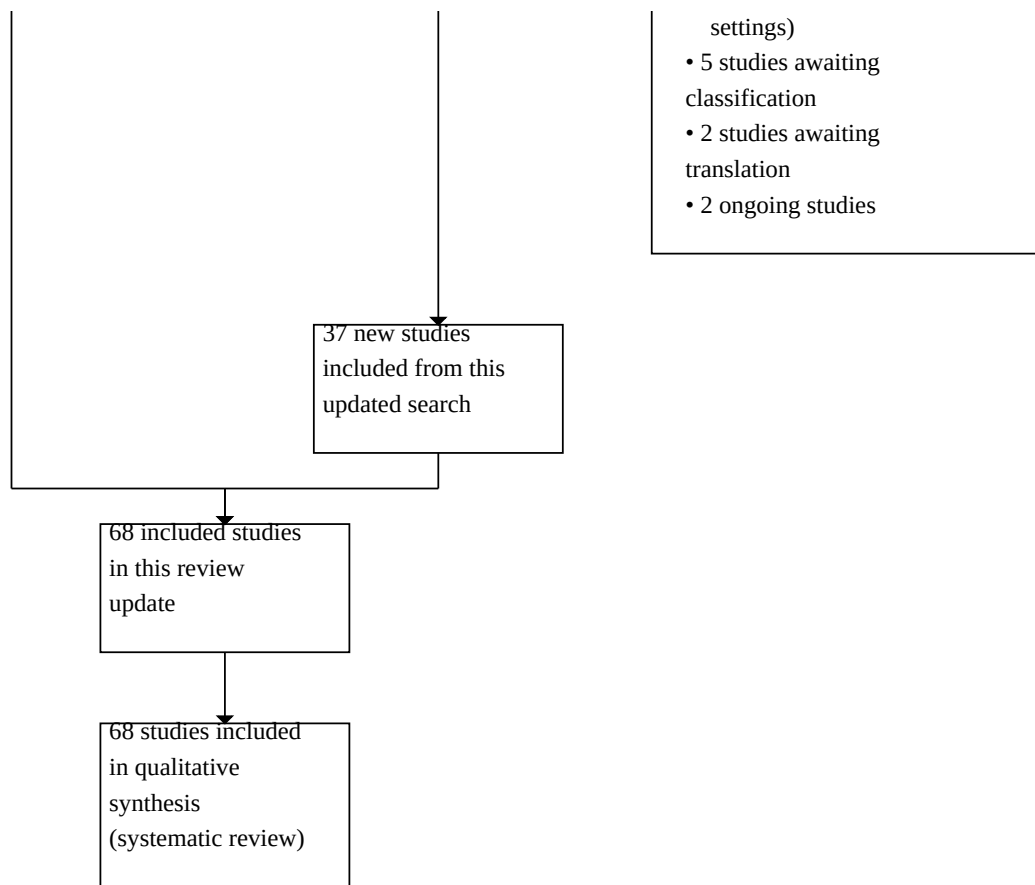 settings)
• 5 studies awaiting
classification
• 2 studies awaiting
translation
• 2 ongoing studies
37 new studies
included from this
updated search
68 included studies
in this review
update
68 studies included
in qualitative
synthesis
(systematic review)